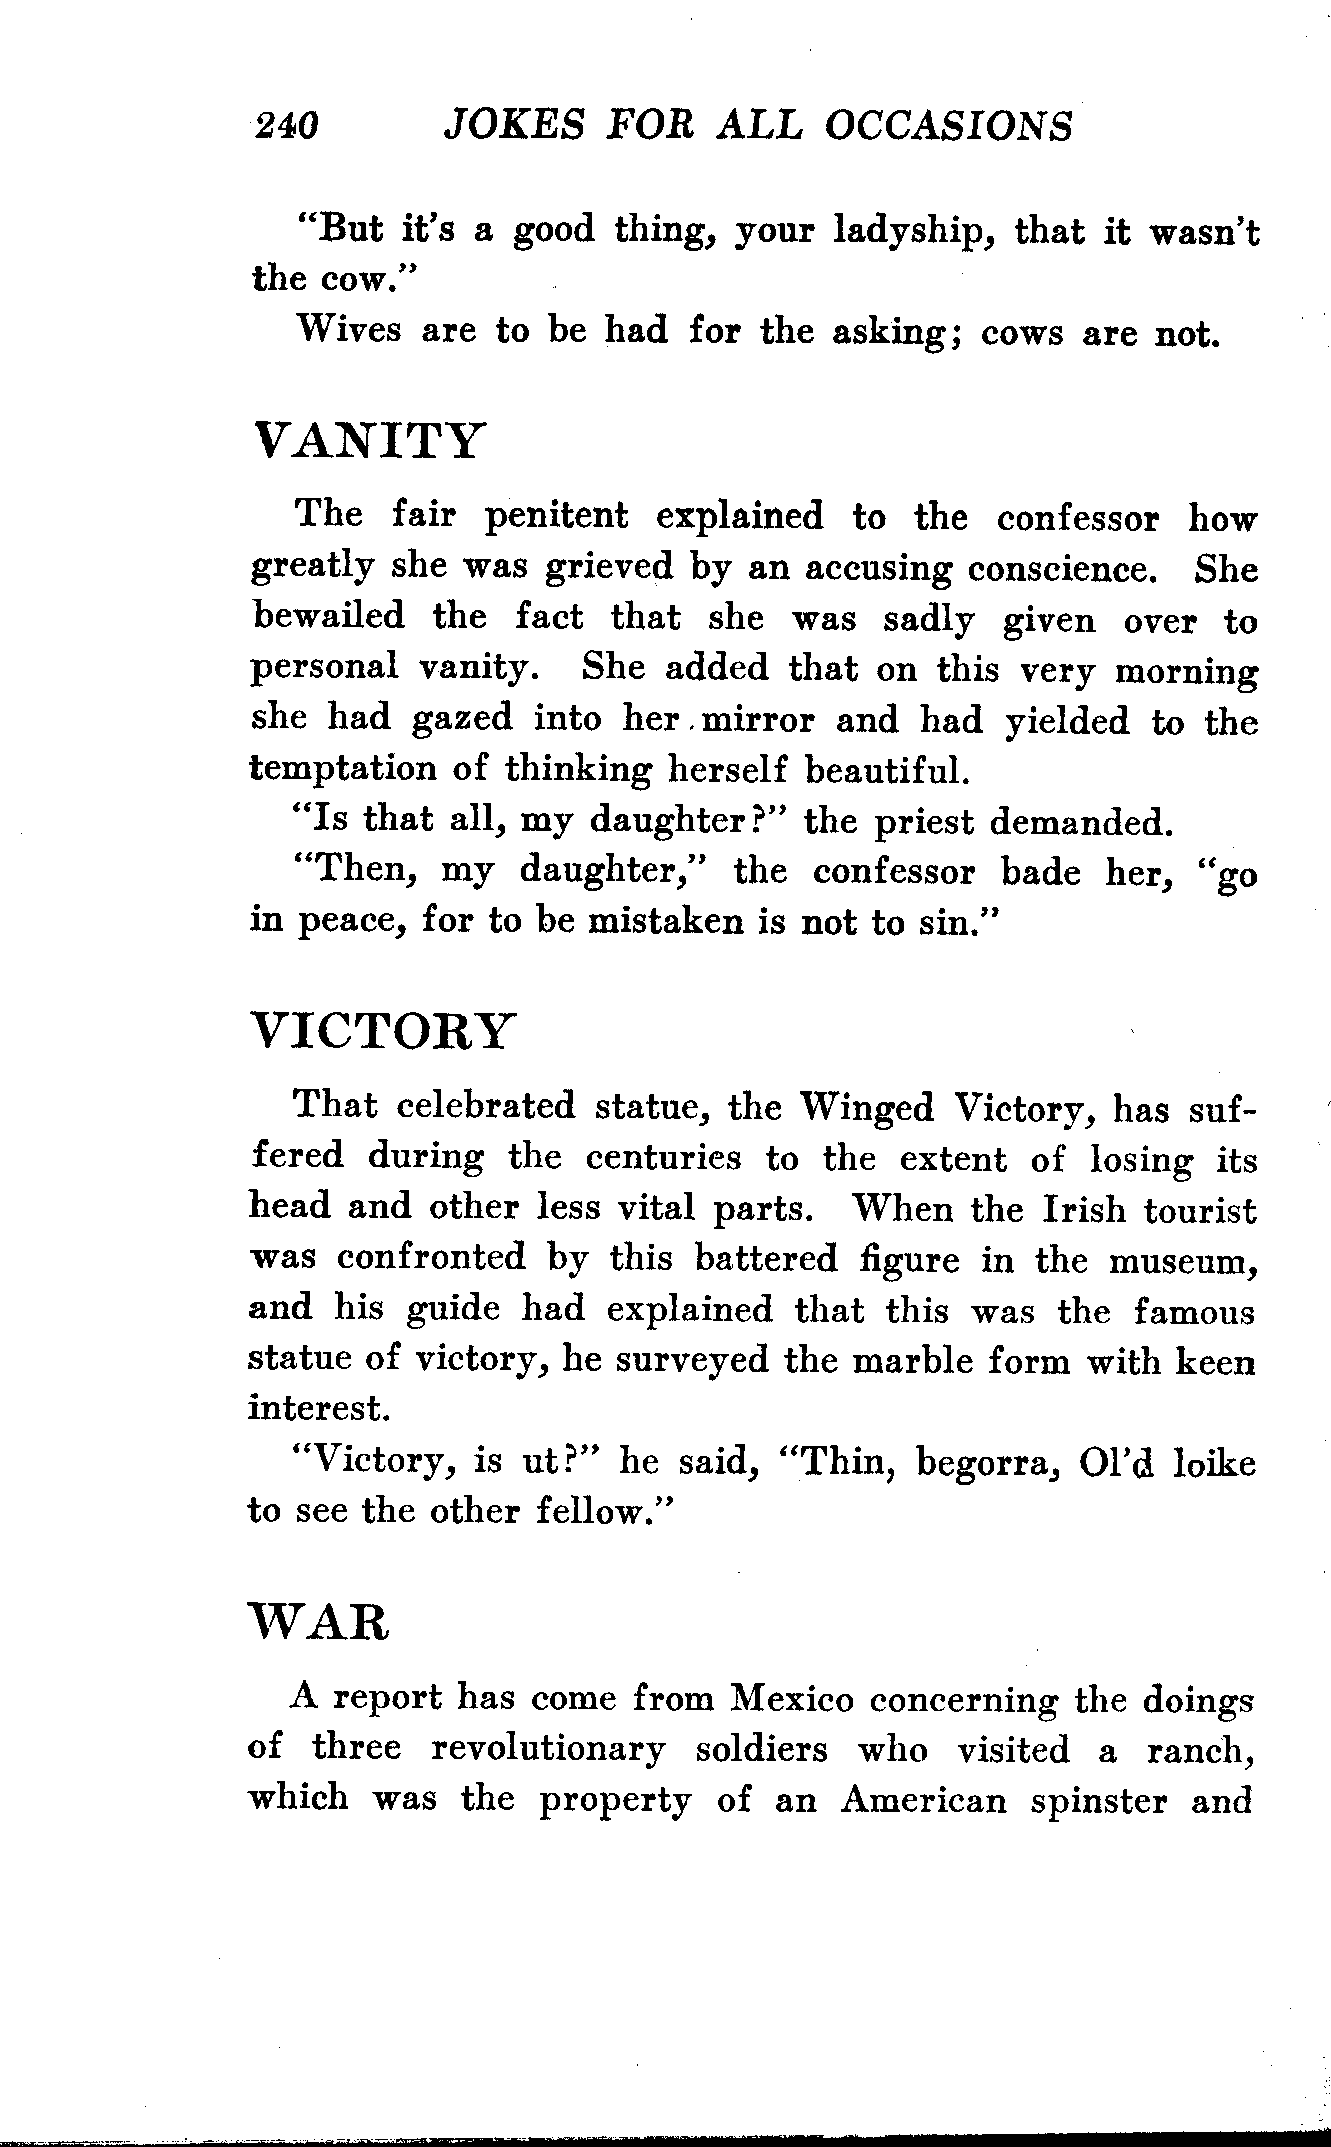 240 JOKES FOR ALL OCCASIONS
“But it's a good thing, your ladyship, that it wasn't
the cow.”
Wives are to be had for the asking; cows are not.
VANITY
The fair penitent explained to the confessor how
greatly she was grieved by an accusing conscience. She
bewailed the fact that she was sadly given over to
personal vanity. She added that on this very morning
she had gazed into her mirror and had yielded to the
temptation of thinking herself beautiful.
“Is that all, my daughter?” the priest demanded.
“Then, my daughter,” the confessor bade her, “go
in peace, for to be mistaken is not to sin.”
VICTORY
That celebrated statue, the Winged Victory, has suf-
fered during the centuries to the extent of losing its
head and other less vital parts. When the Irish tourist
was confronted by this battered figure in the museum,
and his guide had explained that this was the famous
statue of victory, he surveyed the marble form with keen
interest.
“Victory, is ut?” he said, “Thin, begorra, Ol'd loike
to see the other fellow.”
WAR
A report has come from Mexico concerning the doings
of three revolutionary soldiers who visited a ranch,
which was the property of an American spinster and